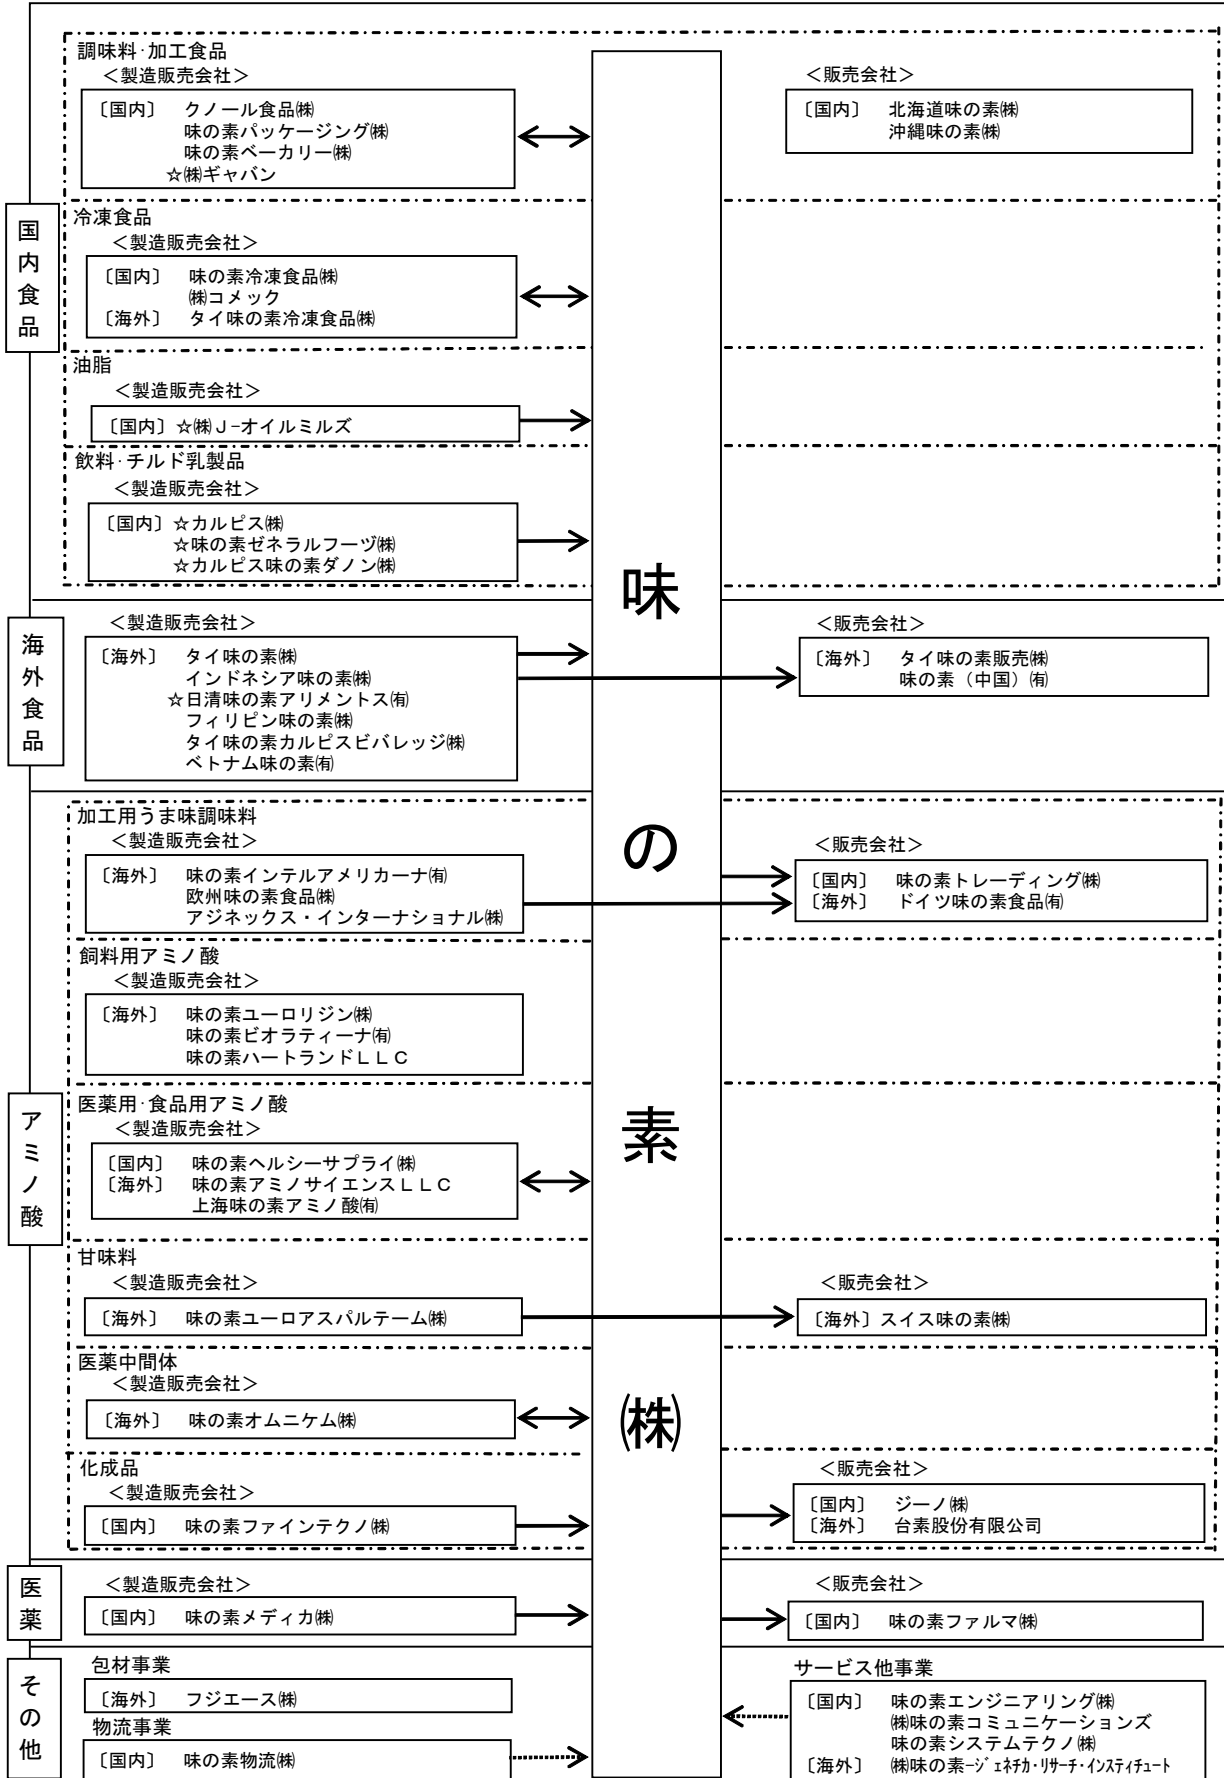 国内食品
調味料・加工食品
＜製造販売会社＞
〔国内〕 クノール食品㈱
味の素パッケージング㈱
味の素ベーカリー㈱
☆㈱ギャバン
＜販売会社＞
〔国内〕 北海道味の素㈱
沖縄味の素㈱
冷凍食品
＜製造販売会社＞
〔国内〕 味の素冷凍食品㈱
㈱コメック
〔海外〕 タイ味の素冷凍食品㈱
油脂
＜製造販売会社＞
〔国内〕☆㈱Ｊ－オイルミルズ
飲料・チルド乳製品
＜製造販売会社＞
〔国内〕☆カルピス㈱
☆味の素ゼネラルフーヅ㈱
☆カルピス味の素ダノン㈱
味の素㈱
海外食品
＜製造販売会社＞
〔海外〕 タイ味の素㈱
インドネシア味の素㈱
☆日清味の素アリメントス㈲
フィリピン味の素㈱
タイ味の素カルピスビバレッジ㈱
ベトナム味の素㈲
＜販売会社＞
〔海外〕 タイ味の素販売㈱
味の素（中国）㈲
アミノ酸
加工用うま味調味料
＜製造販売会社＞
〔海外〕 味の素インテルアメリカーナ㈲
欧州味の素食品㈱
アジネックス・インターナショナル㈱
＜販売会社＞
〔国内〕 味の素トレーディング㈱
〔海外〕 ドイツ味の素食品㈲
飼料用アミノ酸
＜製造販売会社＞
〔海外〕 味の素ユーロリジン㈱
味の素ビオラティーナ㈲
味の素ハートランドＬＬＣ
医薬用・食品用アミノ酸
＜製造販売会社＞
〔国内〕 味の素ヘルシーサプライ㈱
〔海外〕 味の素アミノサイエンスＬＬＣ
上海味の素アミノ酸㈲
甘味料
＜製造販売会社＞
〔海外〕 味の素ユーロアスパルテーム㈱
＜販売会社＞
〔海外〕スイス味の素㈱
医薬中間体
＜製造販売会社＞
〔海外〕 味の素オムニケム㈱
化成品
＜製造販売会社＞
〔国内〕 味の素ファインテクノ㈱
＜販売会社＞
〔国内〕 ジーノ㈱
〔海外〕 台素股份有限公司
医薬
＜製造販売会社＞
〔国内〕 味の素メディカ㈱
＜販売会社＞
〔国内〕 味の素ファルマ㈱
その他
包材事業
〔海外〕 フジエース㈱
物流事業
〔国内〕 味の素物流㈱
サービス他事業
〔国内〕 味の素エンジニアリング㈱
㈱味の素コミュニケーションズ
味の素システムテクノ㈱
〔海外〕 ㈱味の素－ジェネチカ・リサーチ・インスティチュート